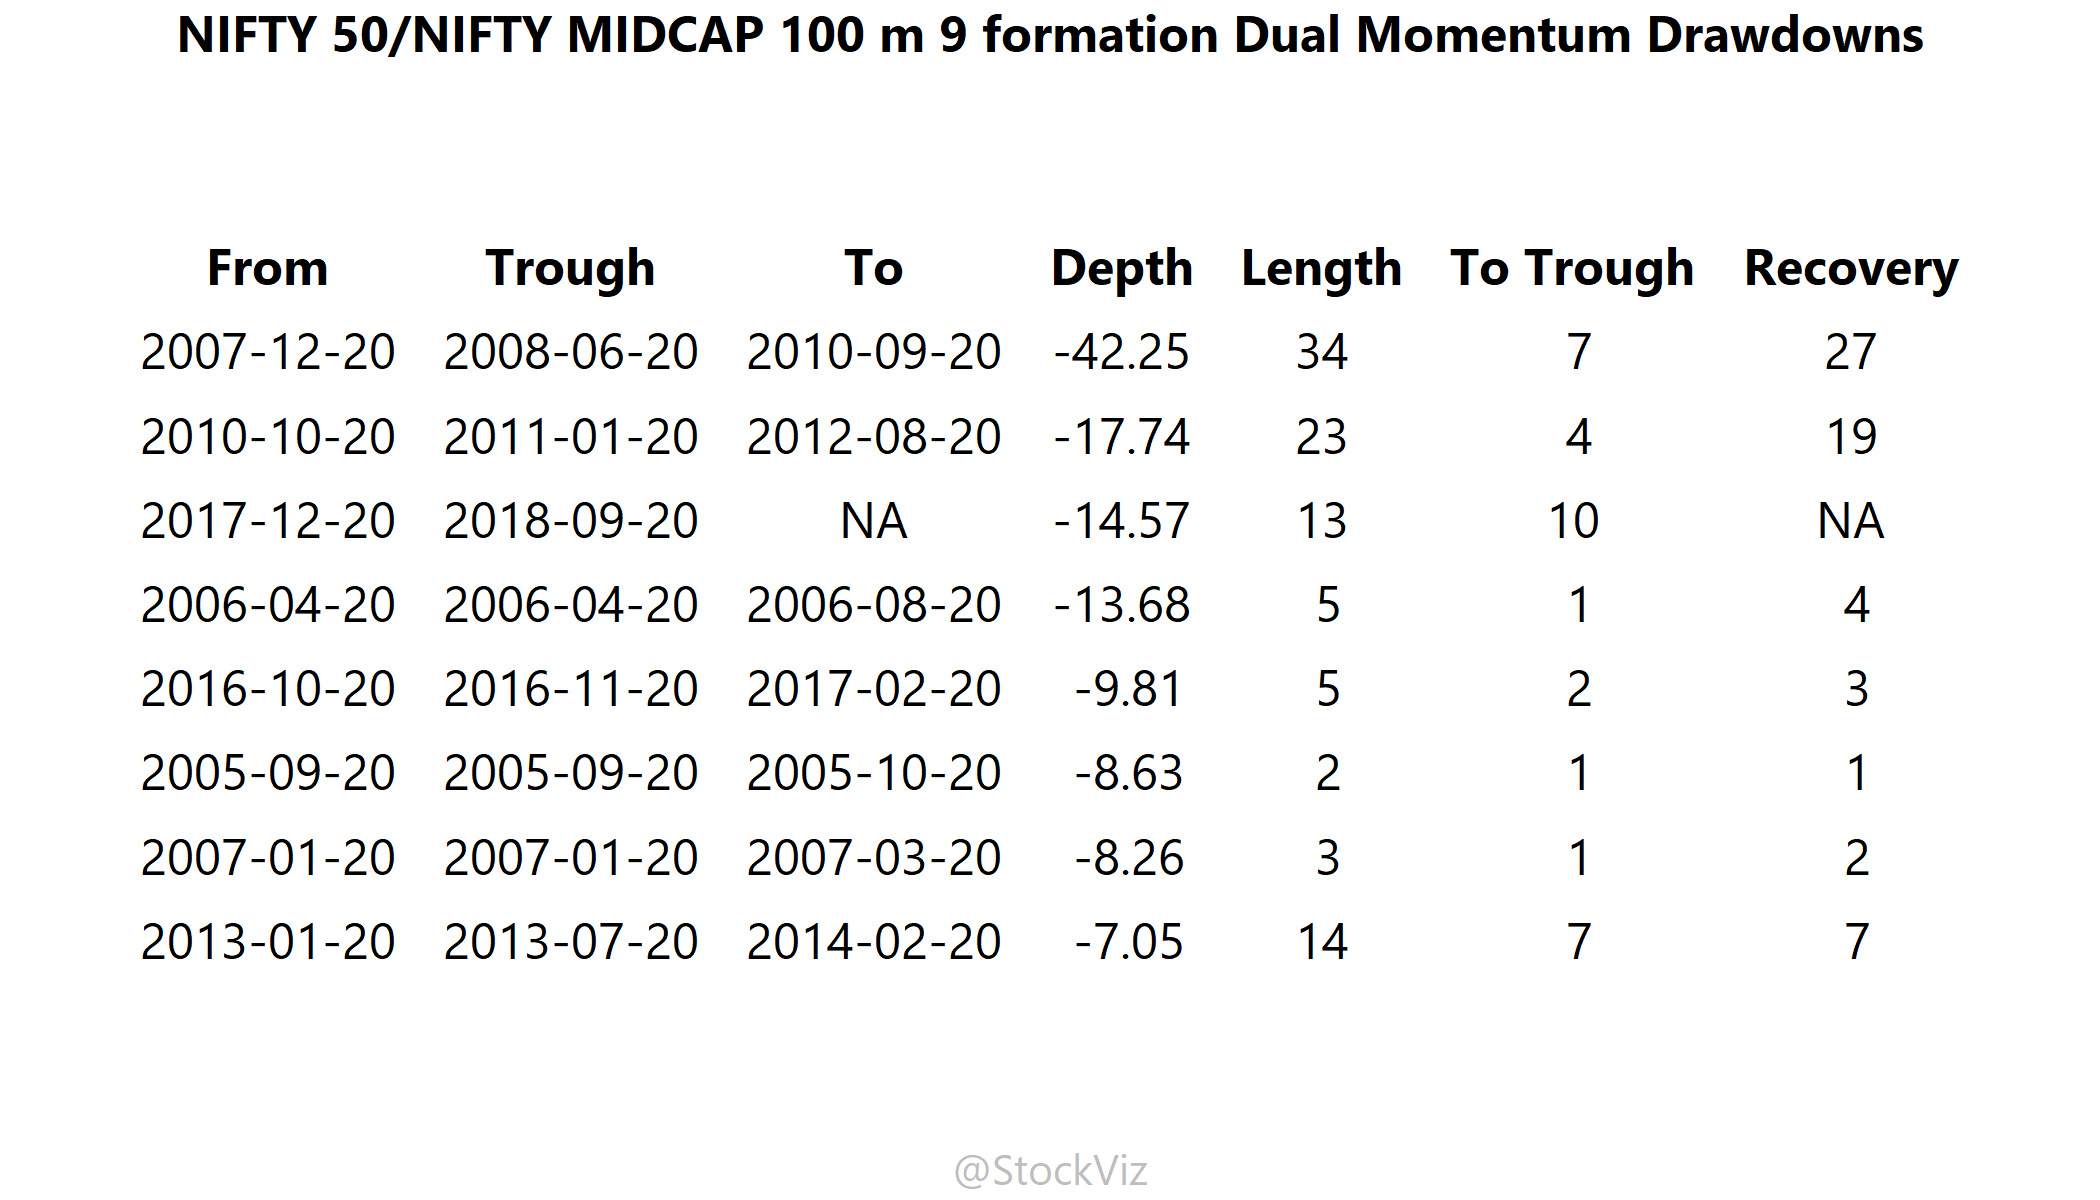 NIFTY 50/NIFTY MIDCAP 100 m 9 formation Dual Momentum Drawdowns
From Trough To Depth Length To Trough Recovery
2007-12-20 2008-06-20 2010-09-20 -42.25 34 7 27
2010-10-20 2011-01-20 2012-08-20 -17.74 23 4 19
2017-12-20 2018-09-20 NA -14.57 13 10 NA
2006-04-20 2006-04-20 2006-08-20 -13.68 5 1 4
2016-10-20 2016-11-20 2017-02-20 -9.81 5 2 3
2005-09-20 2005-09-20 2005-10-20 -8.63 2 1 1
2007-01-20 2007-01-20 2007-03-20 -8.26 3 1 2
2013-01-20 2013-07-20 2014-02-20 -7.05 14 7 7
@StockViz